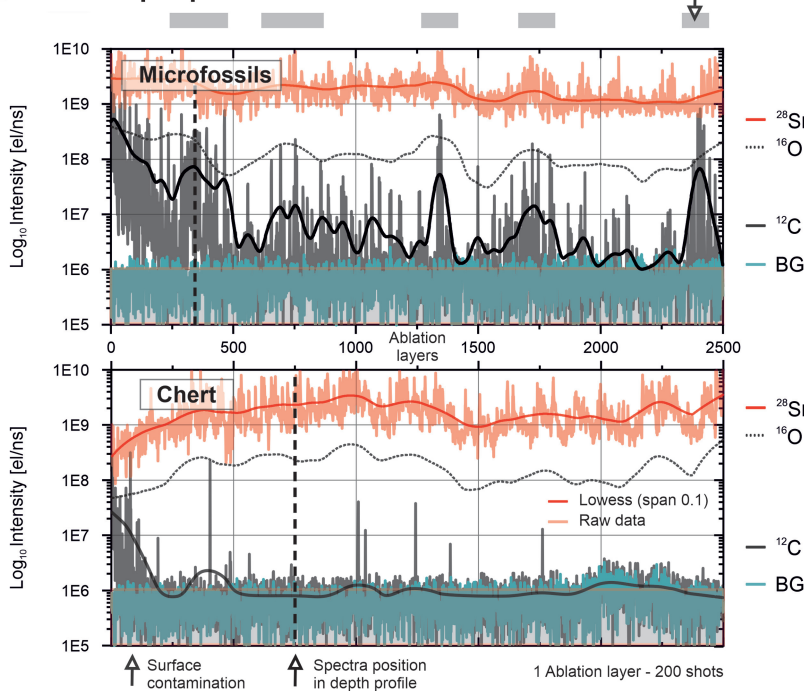 1E10
Microfossils
1E9
²⁸Si
¹⁶O
1E8
Log₁₀ Intensity [el/ns]
1E7
¹²C
1E6
BG
1E5
0
500
1000
Ablation
layers
1500
2000
2500
1E10
Chert
²⁸Si
1E9
¹⁶O
1E8
Log₁₀ Intensity [el/ns]
Lowess (span 0.1)
Raw data
1E7
¹²C
1E6
BG
1E5
Surface
contamination
Spectra position
in depth profile
1 Ablation layer - 200 shots